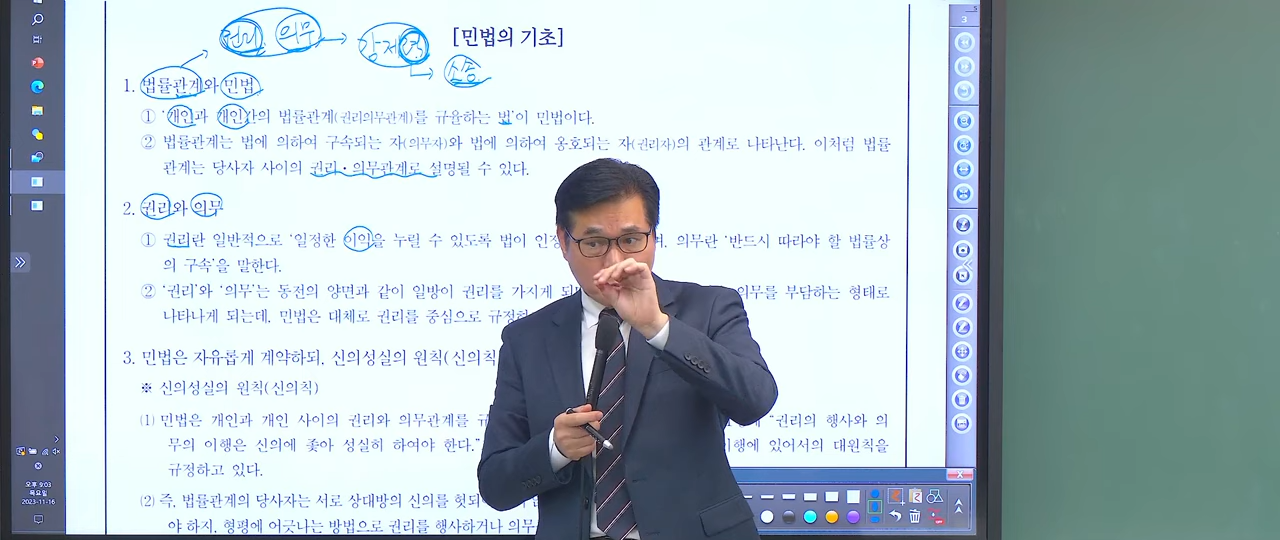 권리 의무 → 강제력 → 소송
[민법의 기초]
1. 법률관계와 민법
① '개인과 개인간의 법률관계(권리의무관계)를 규율하는 법'이 민법이다.
② 법률관계는 법에 의하여 구속되는 자(의무자)와 법에 의하여 옹호되는 자(권리자)의 관계로 나타난다. 이처럼 법률
관계는 당사자 사이의 권리·의무관계로 설명될 수 있다.
2. 권리와 의무
① 권리란 일반적으로 '일정한 이익을 누릴 수 있도록 법이 인정 며, 의무란 '반드시 따라야 할 법률상
의 구속'을 말한다.
② '권리'와 '의무'는 동전의 양면과 같이 일방이 권리를 가지게 되 의무를 부담하는 형태로
나타나게 되는데, 민법은 대체로 권리를 중심으로 규정하
3. 민법은 자유롭게 계약하되, 신의성실의 원칙(신의칙
※ 신의성실의 원칙(신의칙)
(1) 민법은 개인과 개인 사이의 권리와 의무관계를 규 "권리의 행사와 의
무의 이행은 신의에 좇아 성실히 하여야 한다." 이행에 있어서의 대원칙을
규정하고 있다.
(2) 즉, 법률관계의 당사자는 서로 상대방의 신의를 헛되
야 하지, 형평에 어긋나는 방법으로 권리를 행사하거나 의무
오후 9:03
목요일
2023-11-16
3